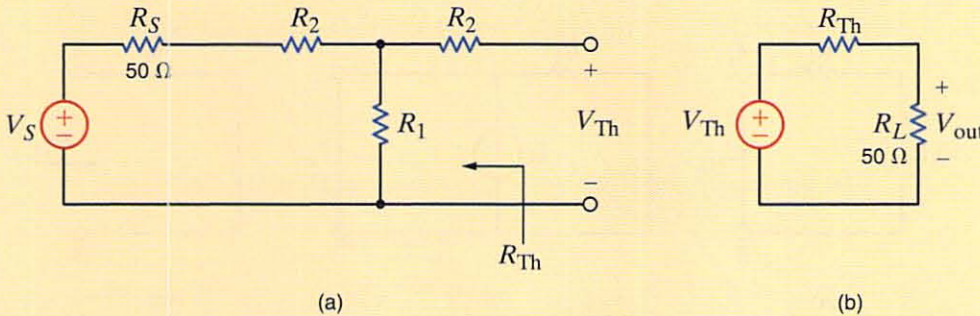 R_S R_2 R_2
50 Ω
V_S + − R_1 + V_Th −
R_Th
(a)
R_Th
V_Th + − R_L 50 Ω + V_out −
(b)